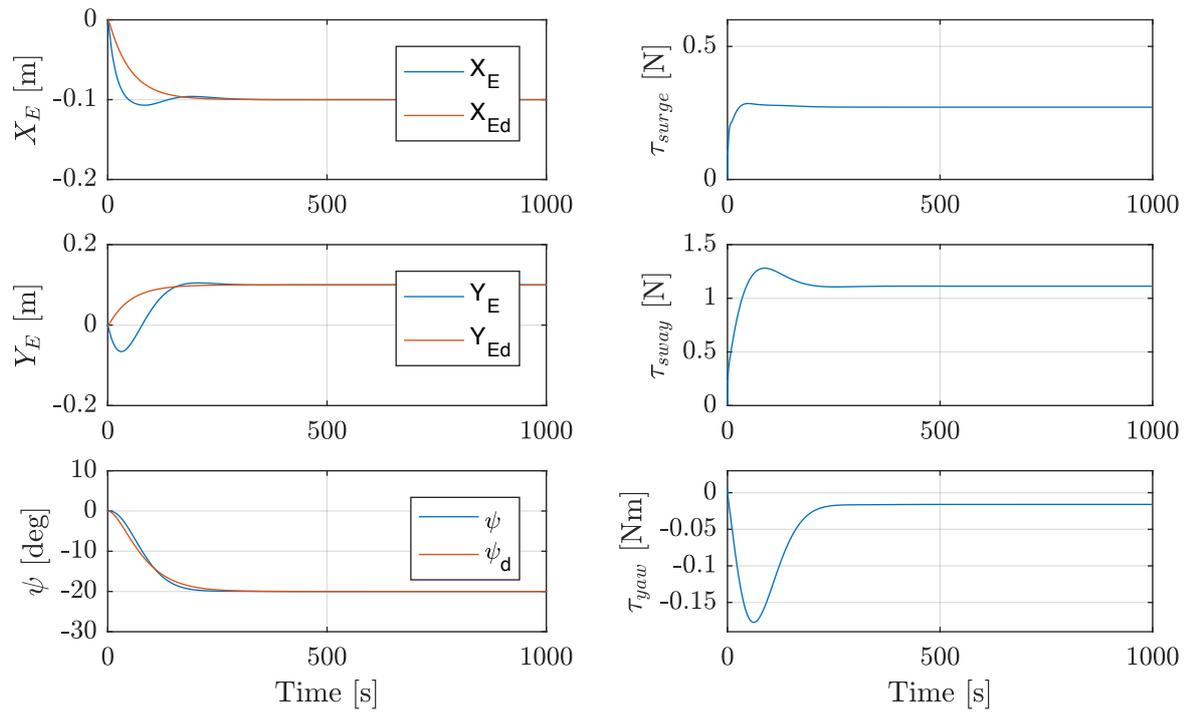 0
-0.1
-0.2
X_E [m]
X_E
X_Ed
0 500 1000
0.5
0
τ_surge [N]
0 500 1000
0.2
0
-0.2
Y_E [m]
Y_E
Y_Ed
0 500 1000
1.5
1
0.5
0
τ_sway [N]
0 500 1000
10
0
-10
-20
-30
ψ [deg]
ψ
ψ_d
0 500 1000
Time [s]
0
-0.05
-0.1
-0.15
τ_yaw [Nm]
0 500 1000
Time [s]